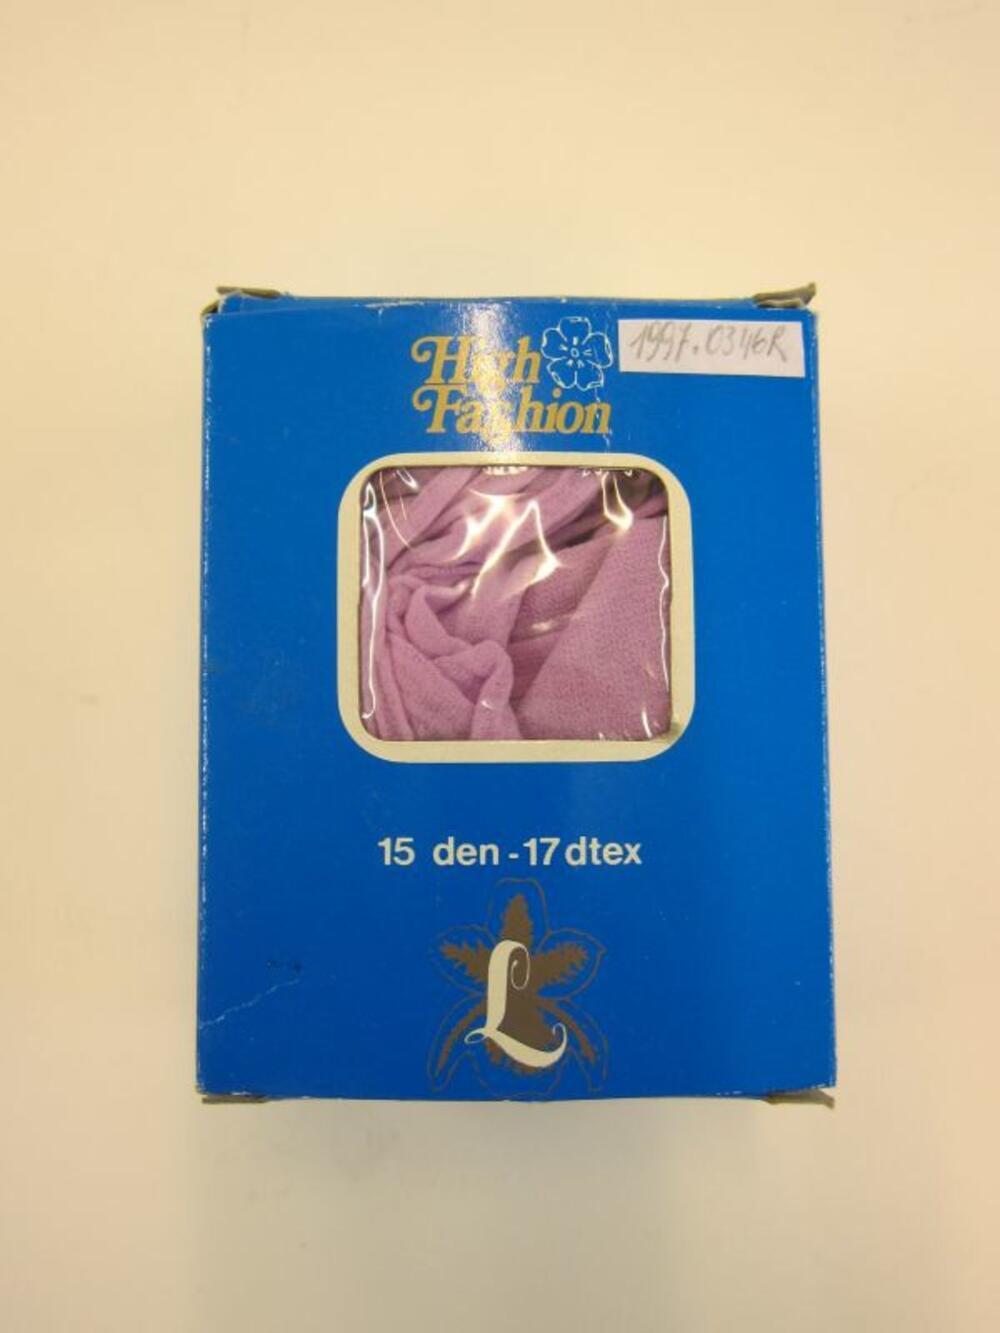 High
Fashion
1997.0346R
15 den - 17 dtex
L